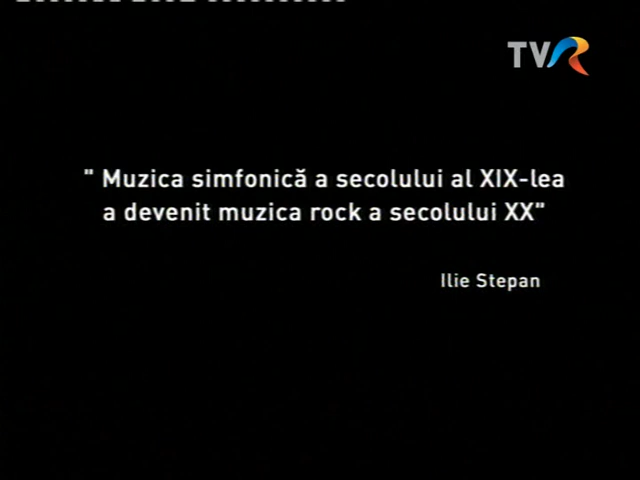 TVR
" Muzica simfonică a secolului al XIX-lea
a devenit muzica rock a secolului XX"
Ilie Stepan